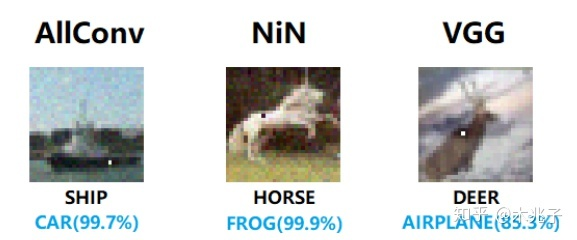 AllConv NiN VGG
SHIP HORSE DEER
CAR(99.7%) FROG(99.9%) AIRPLANE(85.3%)
知乎